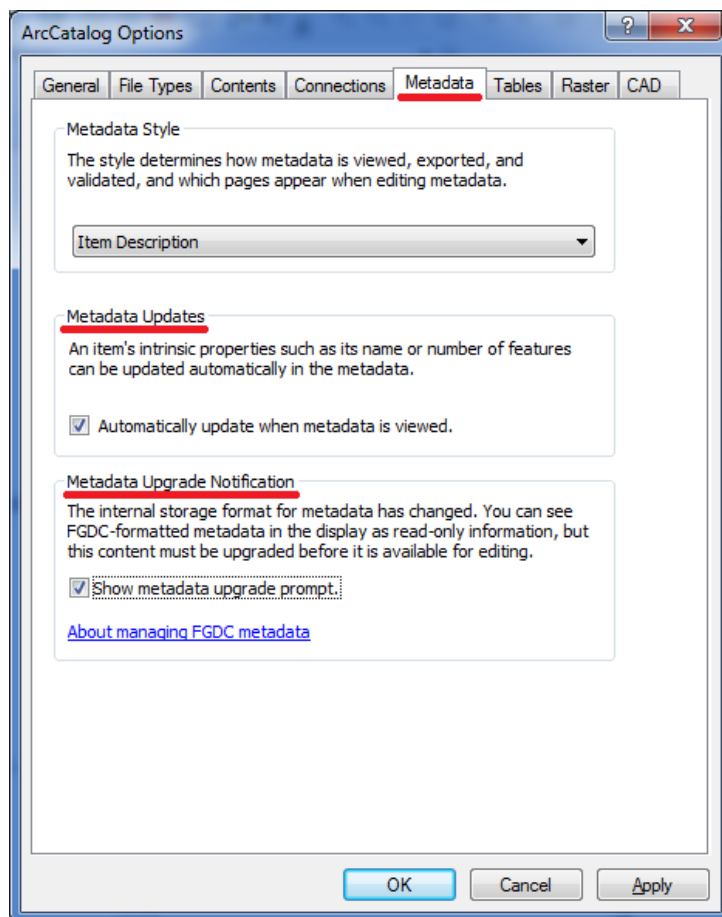 ArcCatalog Options
?
X
General File Types Contents Connections Metadata Tables Raster CAD
Metadata Style
The style determines how metadata is viewed, exported, and
validated, and which pages appear when editing metadata.
Item Description
Metadata Updates
An item's intrinsic properties such as its name or number of features
can be updated automatically in the metadata.
Automatically update when metadata is viewed.
Metadata Upgrade Notification
The internal storage format for metadata has changed. You can see
FGDC-formatted metadata in the display as read-only information, but
this content must be upgraded before it is available for editing.
Show metadata upgrade prompt.
About managing FGDC metadata
OK Cancel Apply